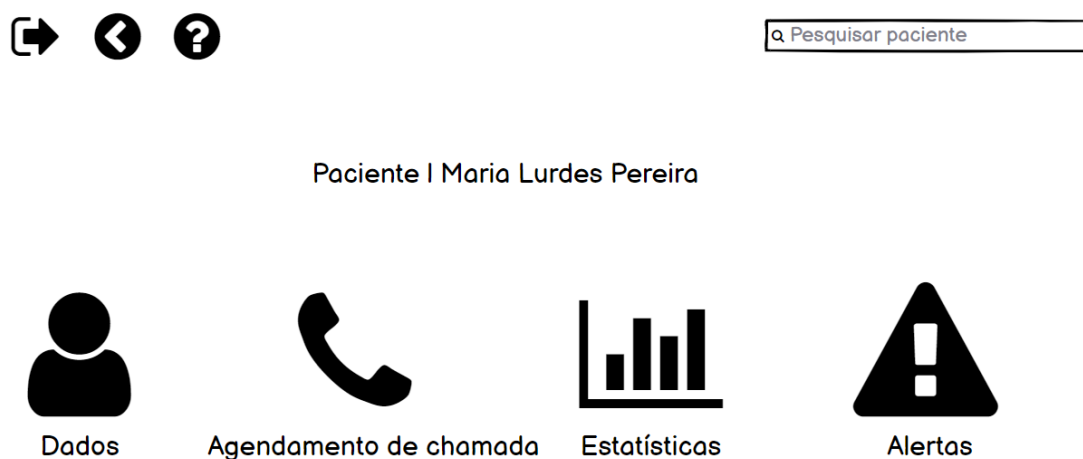 Pesquisar paciente
Paciente | Maria Lurdes Pereira
Dados
Agendamento de chamada
Estatísticas
Alertas